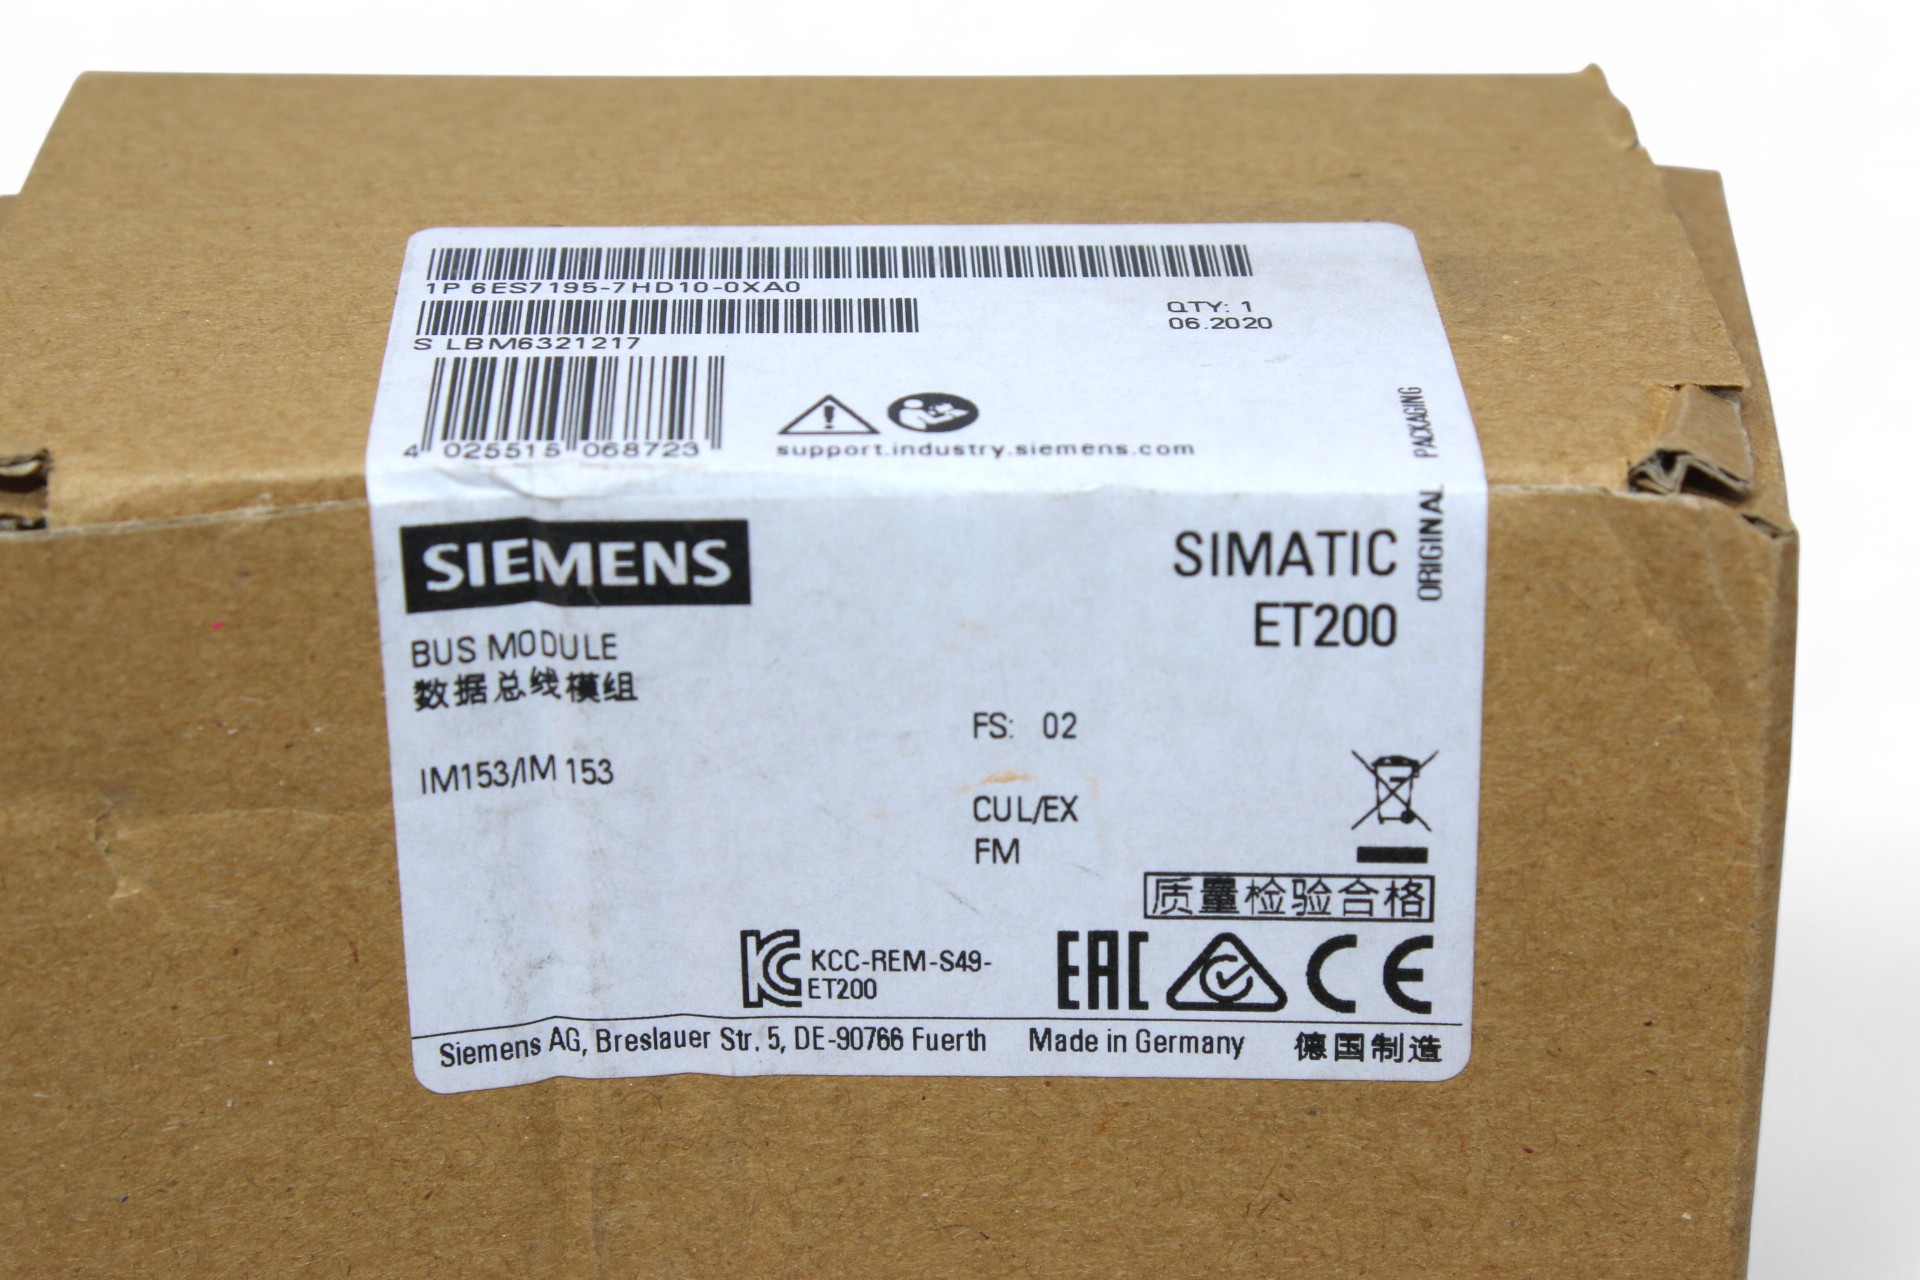 1P 6ES7195-7HD10-0XA0
QTY: 1
06.2020
S LBM6321217
4 025515 068723
support.industry.siemens.com
ORIGINAL PACKAGING
SIEMENS
SIMATIC
ET200
BUS MODULE
数据总线模组
FS: 02
IM153/IM 153
CUL/EX
FM
质量检验合格
KCC-REM-S49-
ET200
EAC
CE
Siemens AG, Breslauer Str. 5, DE-90766 Fuerth Made in Germany 德国制造